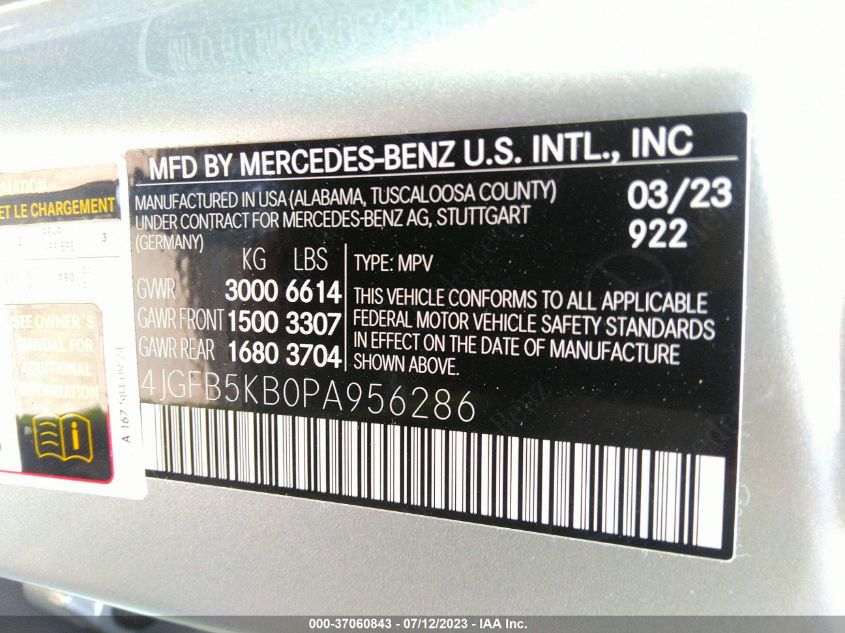 MFD BY MERCEDES-BENZ U.S. INTL., INC
MANUFACTURED IN USA (ALABAMA, TUSCALOOSA COUNTY)
UNDER CONTRACT FOR MERCEDES-BENZ AG, STUTTGART
(GERMANY)
03/23
922
KG LBS
GVWR 3000 6614
GAWR FRONT 1500 3307
GAWR REAR 1680 3704
TYPE: MPV
THIS VEHICLE CONFORMS TO ALL APPLICABLE
FEDERAL MOTOR VEHICLE SAFETY STANDARDS
IN EFFECT ON THE DATE OF MANUFACTURE
SHOWN ABOVE.
4JGFB5KB0PA956286
ET LE CHARGEMENT
SEE OWNER'S
MANUAL FOR
ADDITIONAL
INFORMATION
A 167
000-37060843 - 07/12/2023 - IAA Inc.